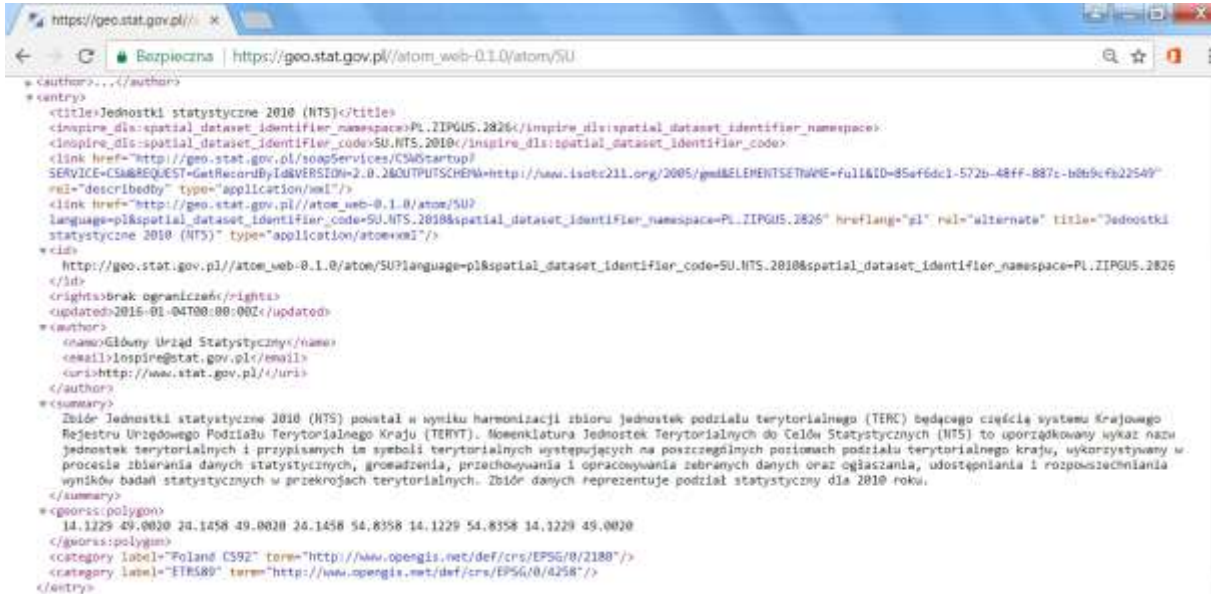 https://geo.stat.gov.pl//
Bezpieczna | https://geo.stat.gov.pl//atom_web-0.1.0/atom/SU
<author>...</author>
<entry>
<title>Jednostki statystyczne 2010 (NTS)</title>
<inspire_dls:spatial_dataset_identifier_namespace>PL.ZIPGUS.2826</inspire_dls:spatial_dataset_identifier_namespace>
<inspire_dls:spatial_dataset_identifier_code>SU.NTS.2010</inspire_dls:spatial_dataset_identifier_code>
<link href="http://geo.stat.gov.pl/soapServices/CSWStartup?
SERVICE=CSW&REQUEST=GetRecordById&VERSION=2.0.2&OUTPUTSCHEMA=http://www.isotc211.org/2005/gmd&ELEMENTSETNAME=full&ID=85ef6dc1-572b-48ff-887c-b0b9cfb22549"
rel="describedby" type="application/xml"/>
<link href="http://geo.stat.gov.pl//atom_web-0.1.0/atom/SU?
language=pl&spatial_dataset_identifier_code=SU.NTS.2010&spatial_dataset_identifier_namespace=PL.ZIPGUS.2826" hreflang="pl" rel="alternate" title="Jednostki
statystyczne 2010 (NTS)" type="application/atom+xml"/>
<id>
http://geo.stat.gov.pl//atom_web-0.1.0/atom/SU?language=pl&spatial_dataset_identifier_code=SU.NTS.2010&spatial_dataset_identifier_namespace=PL.ZIPGUS.2826
</id>
<rights>brak ograniczeń</rights>
<updated>2016-01-04T00:00:00Z</updated>
<author>
<name>Główny Urząd Statystyczny</name>
<email>inspire@stat.gov.pl</email>
<uri>http://www.stat.gov.pl/</uri>
</author>
<summary>
Zbiór Jednostki statystyczne 2010 (NTS) powstał w wyniku harmonizacji zbioru jednostek podziału terytorialnego (TERC) będącego częścią systemu Krajowego
Rejestru Urzędowego Podziału Terytorialnego Kraju (TERYT). Nomenklatura Jednostek Terytorialnych do Celów Statystycznych (NTS) to uporządkowany wykaz nazw
jednostek terytorialnych i przypisanych im symboli terytorialnych występujących na poszczególnych poziomach podziału terytorialnego kraju, wykorzystywany w
procesie zbierania danych statystycznych, gromadzenia, przechowywania i opracowywania zebranych danych oraz ogłaszania, udostępniania i rozpowszechniania
wyników badań statystycznych w przekrojach terytorialnych. Zbiór danych reprezentuje podział statystyczny dla 2010 roku.
</summary>
<georss:polygon>
14.1229 49.0020 24.1458 49.0020 24.1458 54.8358 14.1229 54.8358 14.1229 49.0020
</georss:polygon>
<category label="Poland CS92" term="http://www.opengis.net/def/crs/EPSG/0/2180"/>
<category label="ETRS89" term="http://www.opengis.net/def/crs/EPSG/0/4258"/>
</entry>